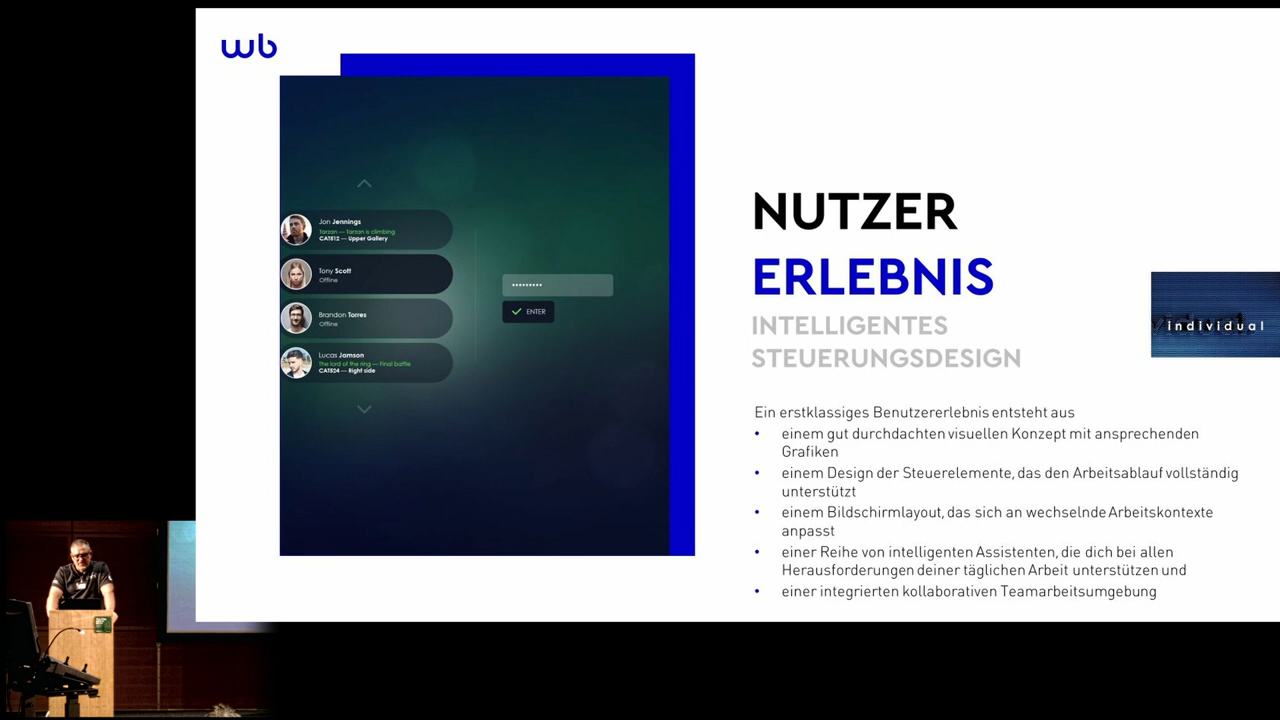 wb
Jon Jennings
Tarzan — Tarzan is climbing
CAT812 — Upper Gallery
Tony Scott
Offline
Brandon Torres
Offline
Lucas Jamson
The lord of the ring — Final battle
CAT524 — Right side
•••••••••
ENTER
NUTZER
ERLEBNIS
INTELLIGENTES
STEUERUNGSDESIGN
individual
Ein erstklassiges Benutzererlebnis entsteht aus
• einem gut durchdachten visuellen Konzept mit ansprechenden
Grafiken
• einem Design der Steuerelemente, das den Arbeitsablauf vollständig
unterstützt
• einem Bildschirmlayout, das sich an wechselnde Arbeitskontexte
anpasst
• einer Reihe von intelligenten Assistenten, die dich bei allen
Herausforderungen deiner täglichen Arbeit unterstützen und
• einer integrierten kollaborativen Teamarbeitsumgebung